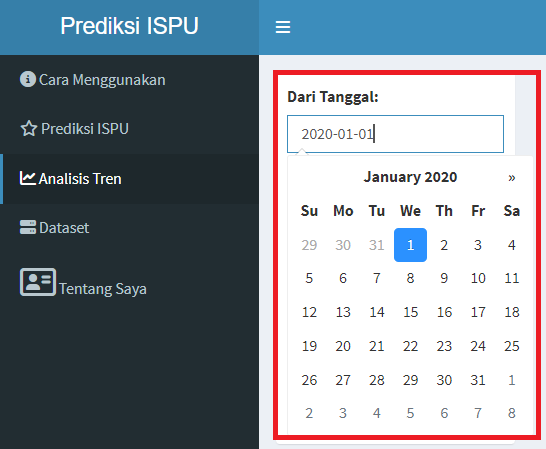 Prediksi ISPU
Cara Menggunakan
Prediksi ISPU
Analisis Tren
Dataset
Tentang Saya
Dari Tanggal:
2020-01-01
January 2020 »
Su Mo Tu We Th Fr Sa
29 30 31 1 2 3 4
5 6 7 8 9 10 11
12 13 14 15 16 17 18
19 20 21 22 23 24 25
26 27 28 29 30 31 1
2 3 4 5 6 7 8